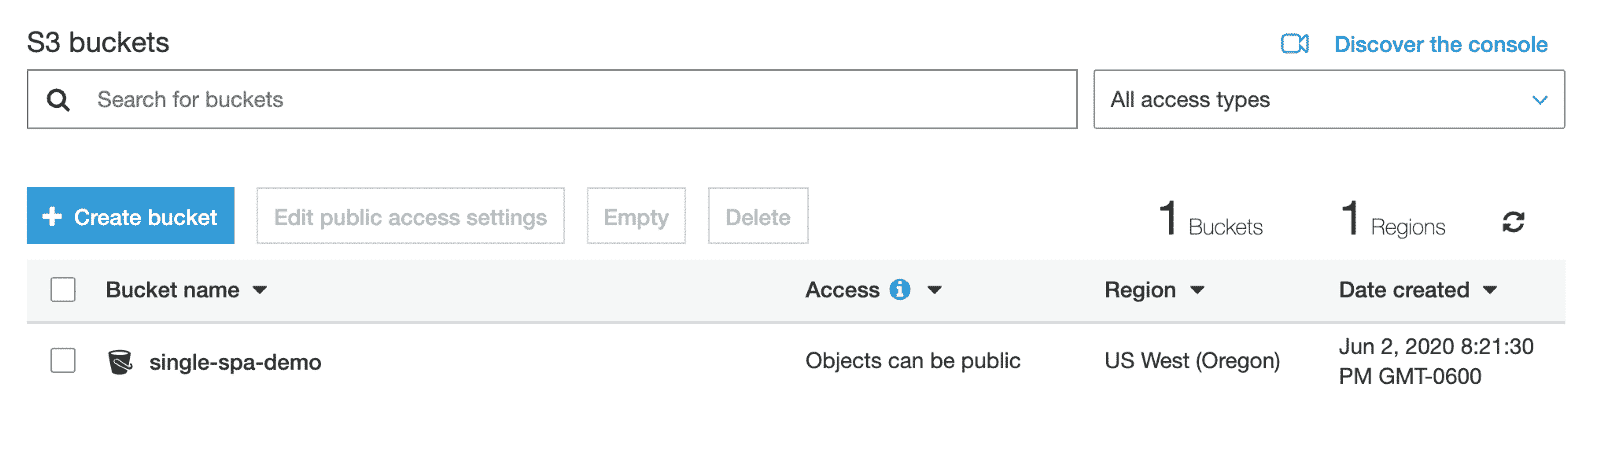 S3 buckets
Discover the console
Search for buckets
All access types
Create bucket
Edit public access settings
Empty
Delete
1 Buckets
1 Regions
Bucket name
Access
Region
Date created
single-spa-demo
Objects can be public
US West (Oregon)
Jun 2, 2020 8:21:30
PM GMT-0600